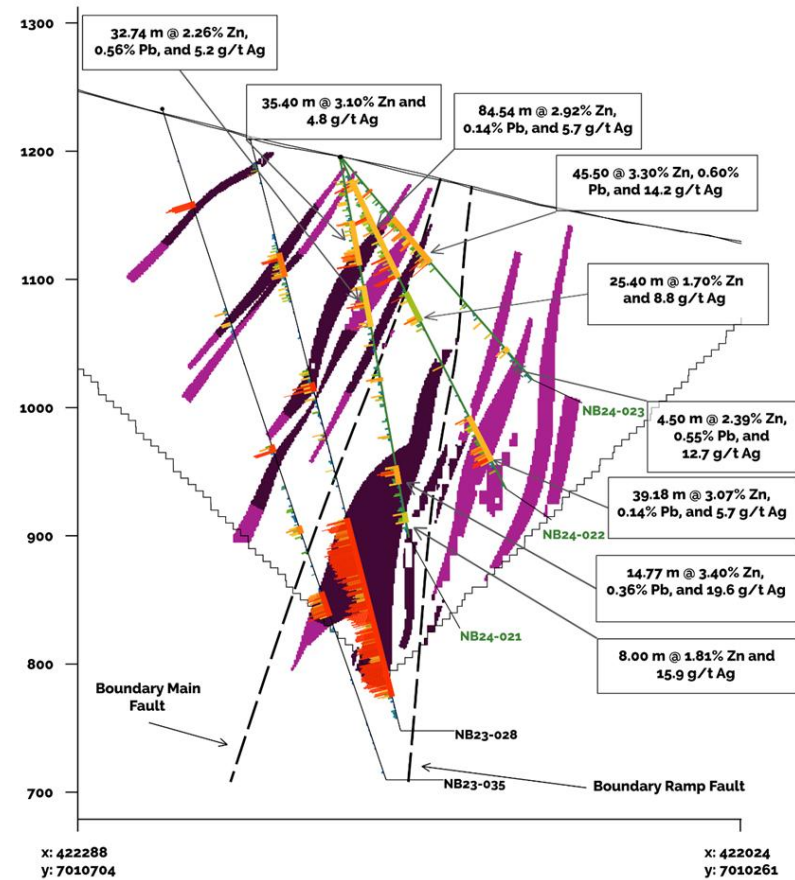 1300
32.74 m @ 2.26% Zn,
0.56% Pb, and 5.2 g/t Ag
35.40 m @ 3.10% Zn and
4.8 g/t Ag
84.54 m @ 2.92% Zn,
0.14% Pb, and 5.7 g/t Ag
1200
45.50 m @ 3.30% Zn, 0.60%
Pb, and 14.2 g/t Ag
1100
25.40 m @ 1.70% Zn
and 8.8 g/t Ag
1000
NB24-023
4.50 m @ 2.39% Zn,
0.55% Pb, and
12.7 g/t Ag
39.18 m @ 3.07% Zn,
0.14% Pb, and 5.7 g/t Ag
900
NB24-022
14.77 m @ 3.40% Zn,
0.36% Pb, and 19.6 g/t Ag
NB24-021
8.00 m @ 1.81% Zn and
15.9 g/t Ag
800
Boundary Main
Fault
NB23-028
NB23-035
Boundary Ramp Fault
700
x: 422288
y: 7010704
x: 422024
y: 7010261